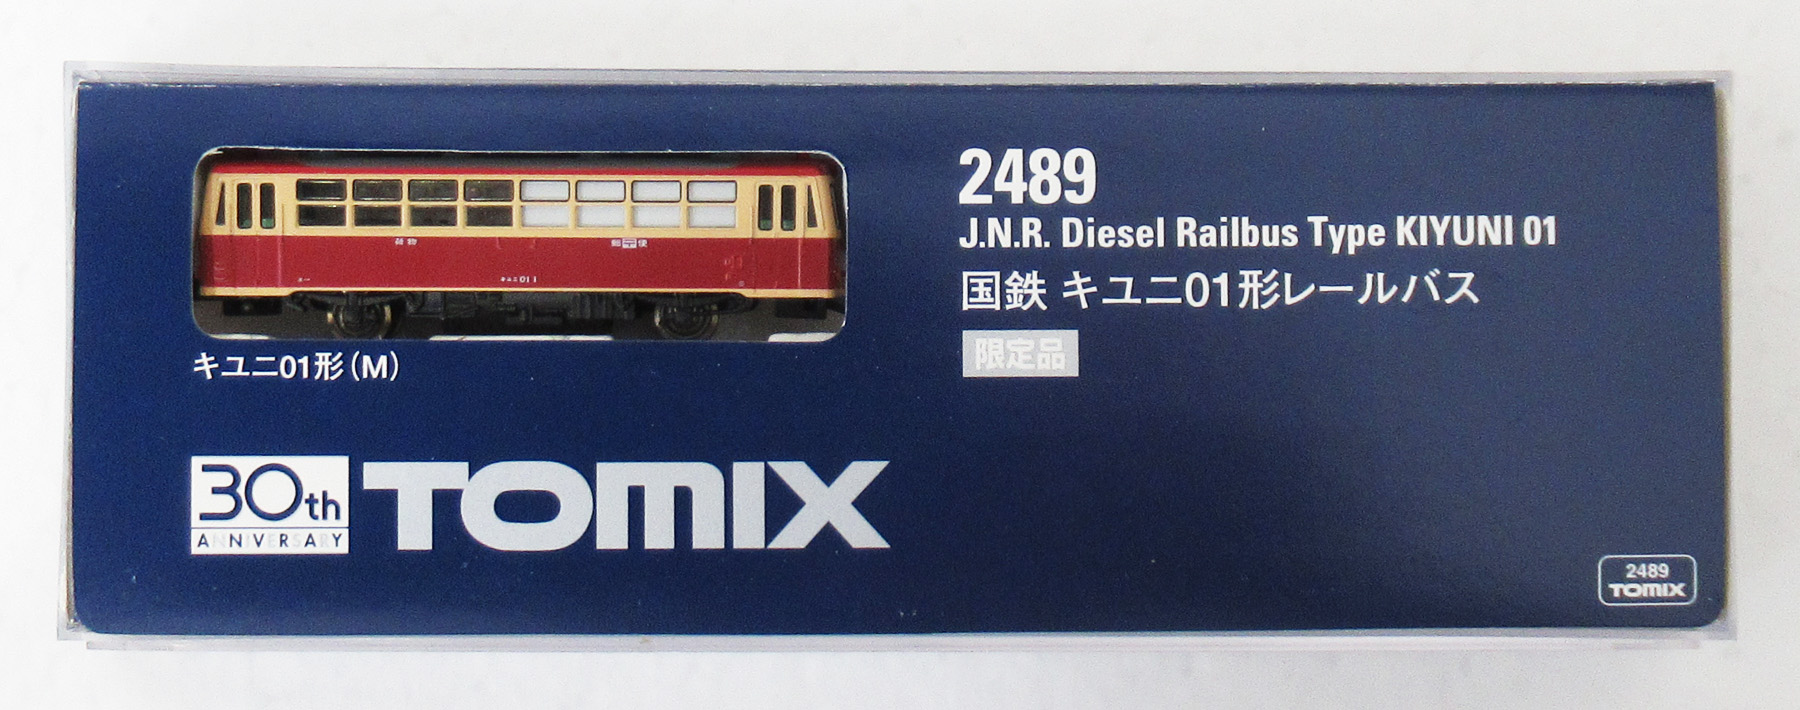 2489
J.N.R. Diesel Railbus Type KIYUNI 01
国鉄 キユニ01形レールバス
限定品
荷物
郵便
キユニ01 1
キユニ01形(M)
30th
ANNIVERSARY
TOMIX
2489
TOMIX